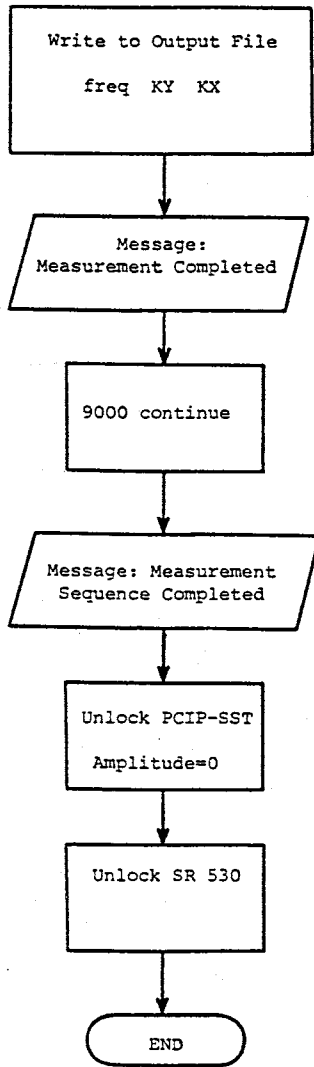 Write to Output File
freq KY KX
Message:
Measurement Completed
9000 continue
Message: Measurement
Sequence Completed
Unlock PCIP-SST
Amplitude=0
Unlock SR 530
END